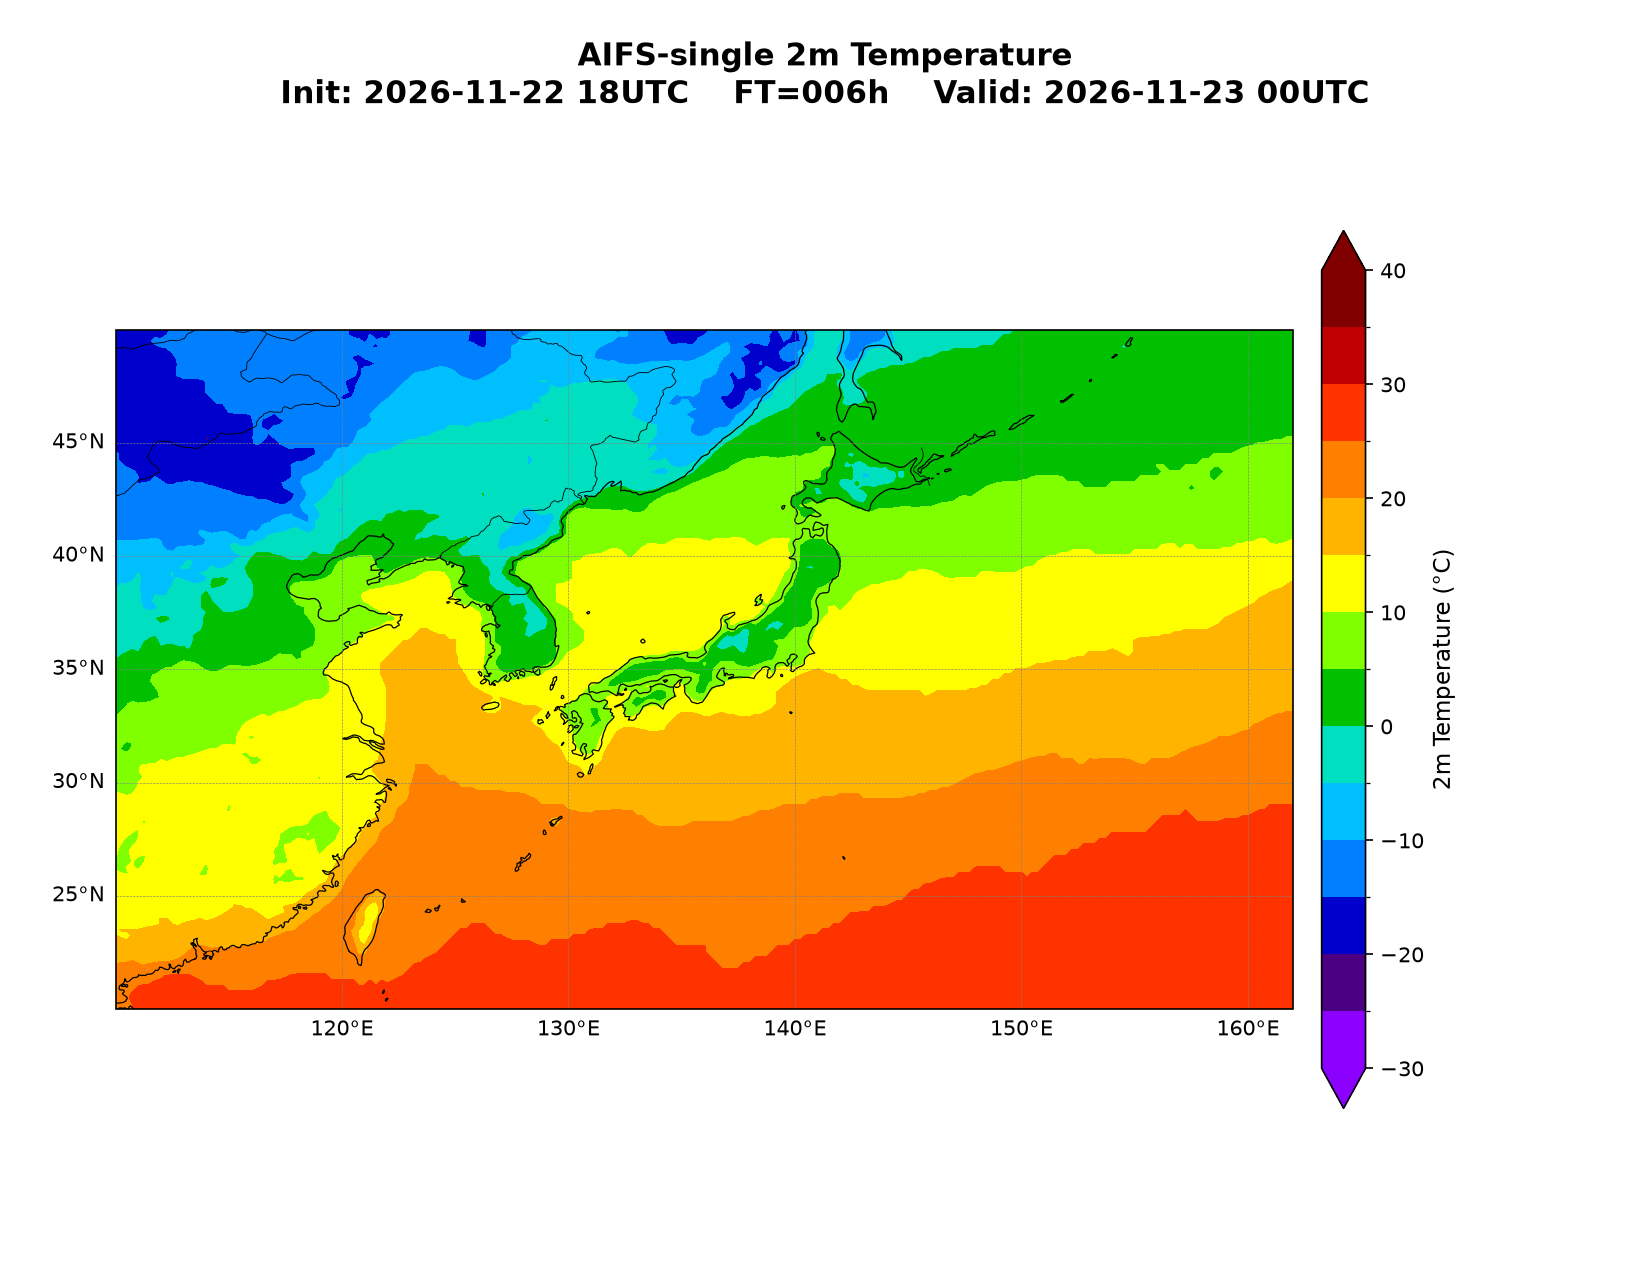 AIFS-single 2m Temperature
Init: 2026-11-22 18UTC    FT=006h    Valid: 2026-11-23 00UTC
45°N
40°N
35°N
30°N
25°N
120°E
130°E
140°E
150°E
160°E
40
30
20
10
0
−10
−20
−30
2m Temperature (°C)